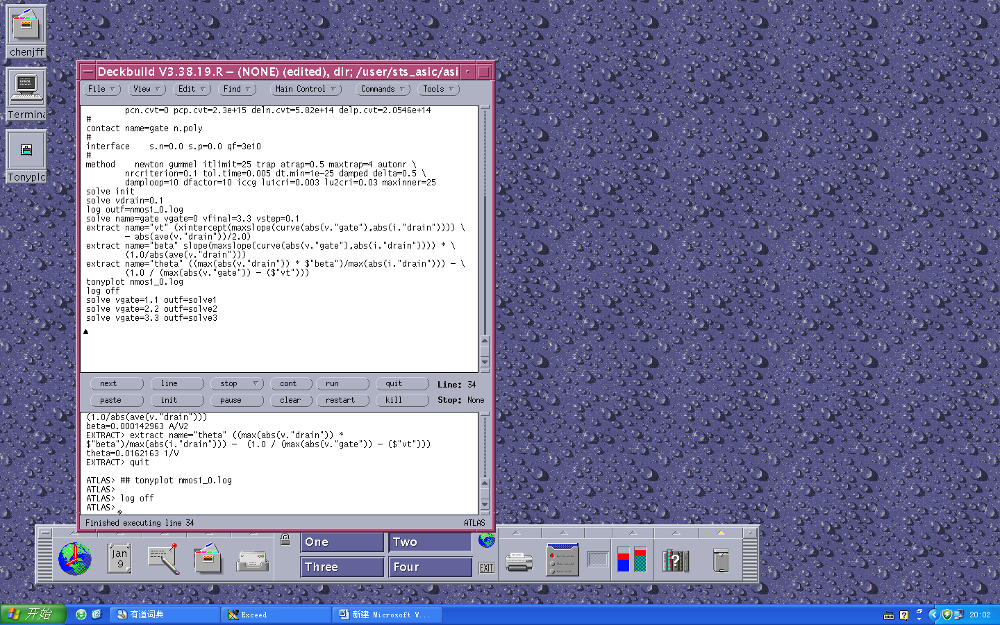 chenjff
Termina
Tonyplo
Deckbuild V3.38.19.R – (NONE) (edited), dir; /user/sts_asic/asi
File View Edit Find Main Control Commands Tools
pcn.cvt=0 pcp.cvt=2.3e+15 deln.cvt=5.82e+14 delp.cvt=2.0546e+14
#
contact name=gate n.poly
#
interface    s.n=0.0 s.p=0.0 qf=3e10
#
method    newton gummel itlimit=25 trap atrap=0.5 maxtrap=4 autonr \
nrcriterion=0.1 tol.time=0.005 dt.min=1e-25 damped delta=0.5 \
damploop=10 dfactor=10 iccg lu1cri=0.003 lu2cri=0.03 maxinner=25
solve init
solve vdrain=0.1
log outf=nmos1_0.log
solve name=gate vgate=0 vfinal=3.3 vstep=0.1
extract name="vt" (xintercept(maxslope(curve(abs(v."gate"),abs(i."drain")))) \
- abs(ave(v."drain"))/2.0)
extract name="beta" slope(maxslope(curve(abs(v."gate"),abs(i."drain")))) * \
(1.0/abs(ave(v."drain")))
extract name="theta" ((max(abs(v."drain")) * $"beta")/max(abs(i."drain"))) - \
(1.0 / (max(abs(v."gate")) - ($"vt")))
tonyplot nmos1_0.log
log off
solve vgate=1.1 outf=solve1
solve vgate=2.2 outf=solve2
solve vgate=3.3 outf=solve3
next line stop cont run quit Line: 34
paste init pause clear restart kill Stop: None
(1.0/abs(ave(v."drain")))
beta=0.000142963 A/V2
EXTRACT> extract name="theta" ((max(abs(v."drain")) *
$"beta")/max(abs(i."drain"))) -  (1.0 / (max(abs(v."gate")) - ($"vt")))
theta=0.0162163 1/V
EXTRACT> quit
ATLAS> ## tonyplot nmos1_0.log
ATLAS>
ATLAS> log off
ATLAS>
Finished executing line 34 ATLAS
Jan
9
One Two
Three Four
EXIT
开始 有道词典 Exceed 新建 Microsoft W... 20:02